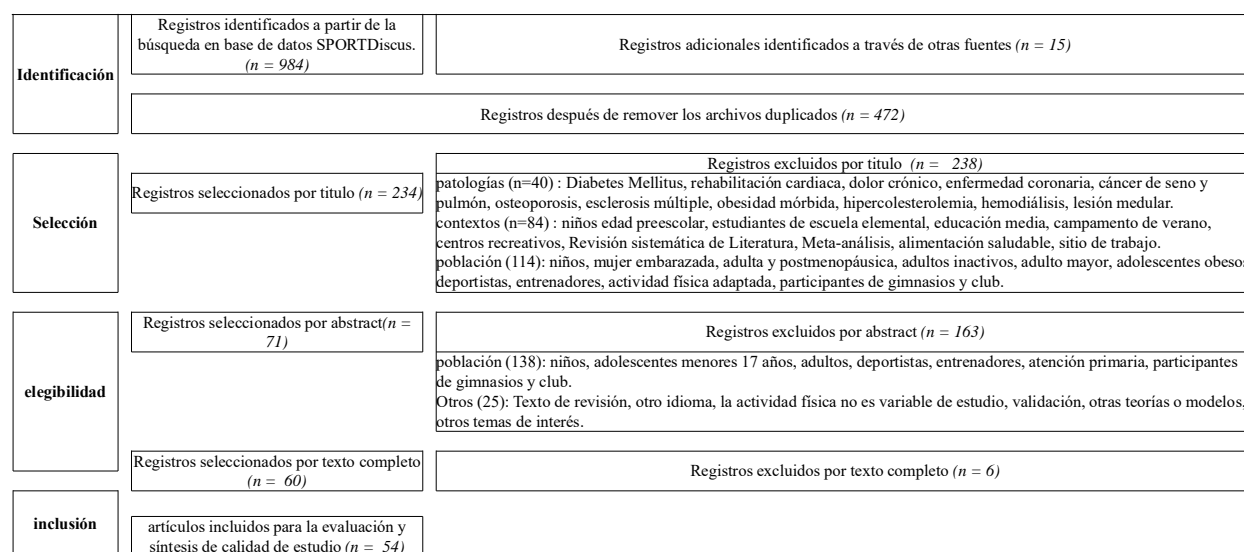 Registros identificados a partir de la
búsqueda en base de datos SPORTDiscus.
(n = 984)
Registros adicionales identificados a través de otras fuentes (n = 15)
Identificación
Registros después de remover los archivos duplicados (n = 472)
Registros excluidos por titulo (n = 238)
Registros seleccionados por titulo (n = 234)
patologías (n=40) : Diabetes Mellitus, rehabilitación cardiaca, dolor crónico, enfermedad coronaria, cáncer de seno y
pulmón, osteoporosis, esclerosis múltiple, obesidad mórbida, hipercolesterolemia, hemodiálisis, lesión medular.
contextos (n=84) : niños edad preescolar, estudiantes de escuela elemental, educación media, campamento de verano,
centros recreativos, Revisión sistemática de Literatura, Meta-análisis, alimentación saludable, sitio de trabajo.
población (114): niños, mujer embarazada, adulta y postmenopáusica, adultos inactivos, adulto mayor, adolescentes obesos
deportistas, entrenadores, actividad física adaptada, participantes de gimnasios y club.
Selección
Registros seleccionados por abstract(n =
71)
Registros excluidos por abstract (n = 163)
población (138): niños, adolescentes menores 17 años, adultos, deportistas, entrenadores, atención primaria, participantes
de gimnasios y club.
Otros (25): Texto de revisión, otro idioma, la actividad física no es variable de estudio, validación, otras teorías o modelos,
otros temas de interés.
elegibilidad
Registros seleccionados por texto completo
(n = 60)
Registros excluidos por texto completo (n = 6)
inclusión
artículos incluidos para la evaluación y
síntesis de calidad de estudio (n = 54)